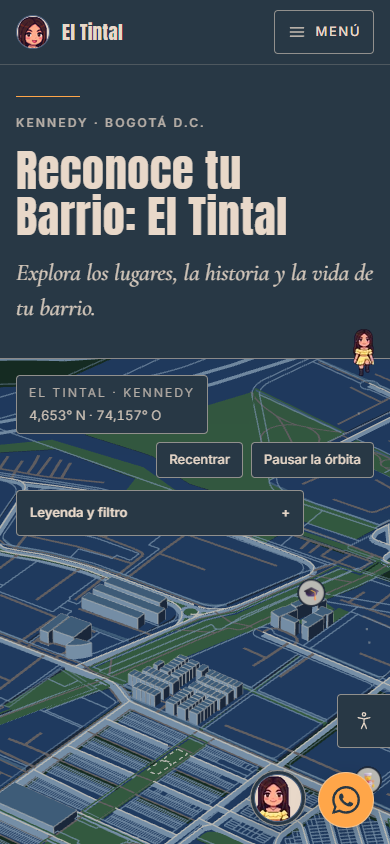 El Tintal
MENÚ
KENNEDY · BOGOTÁ D.C.
Reconoce tu
Barrio: El Tintal
Explora los lugares, la historia y la vida de
tu barrio.
EL TINTAL · KENNEDY
4,653° N · 74,157° O
Recentrar
Pausar la órbita
Leyenda y filtro +